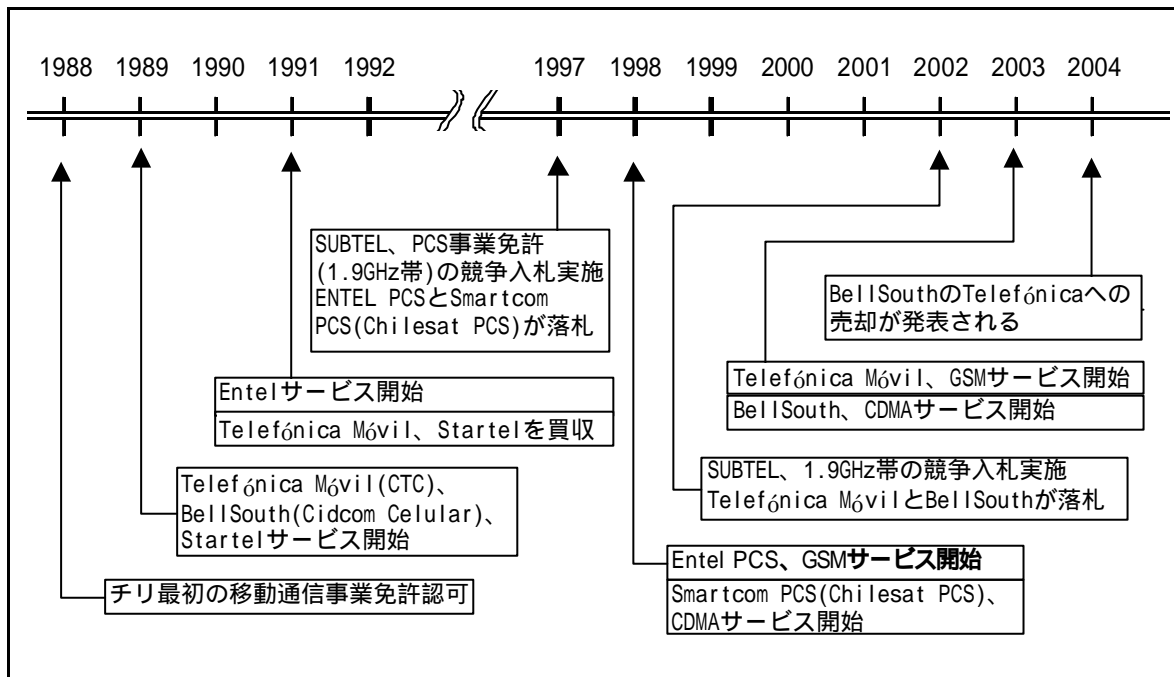 1988 1989 1990 1991 1992 1997 1998 1999 2000 2001 2002 2003 2004
SUBTEL、PCS事業免許
(1.9GHz帯)の競争入札実施
ENTEL PCSとSmartcom
PCS(Chilesat PCS)が落札
BellSouthのTelefónicaへの
売却が発表される
Entelサービス開始
Telefónica Móvil、Startelを買収
Telefónica Móvil、GSMサービス開始
BellSouth、CDMAサービス開始
Telefónica Móvil(CTC)、
BellSouth(Cidcom Celular)、
Startelサービス開始
SUBTEL、1.9GHz帯の競争入札実施
Telefónica MóvilとBellSouthが落札
チリ最初の移動通信事業免許認可
Entel PCS、GSMサービス開始
Smartcom PCS(Chilesat PCS)、
CDMAサービス開始